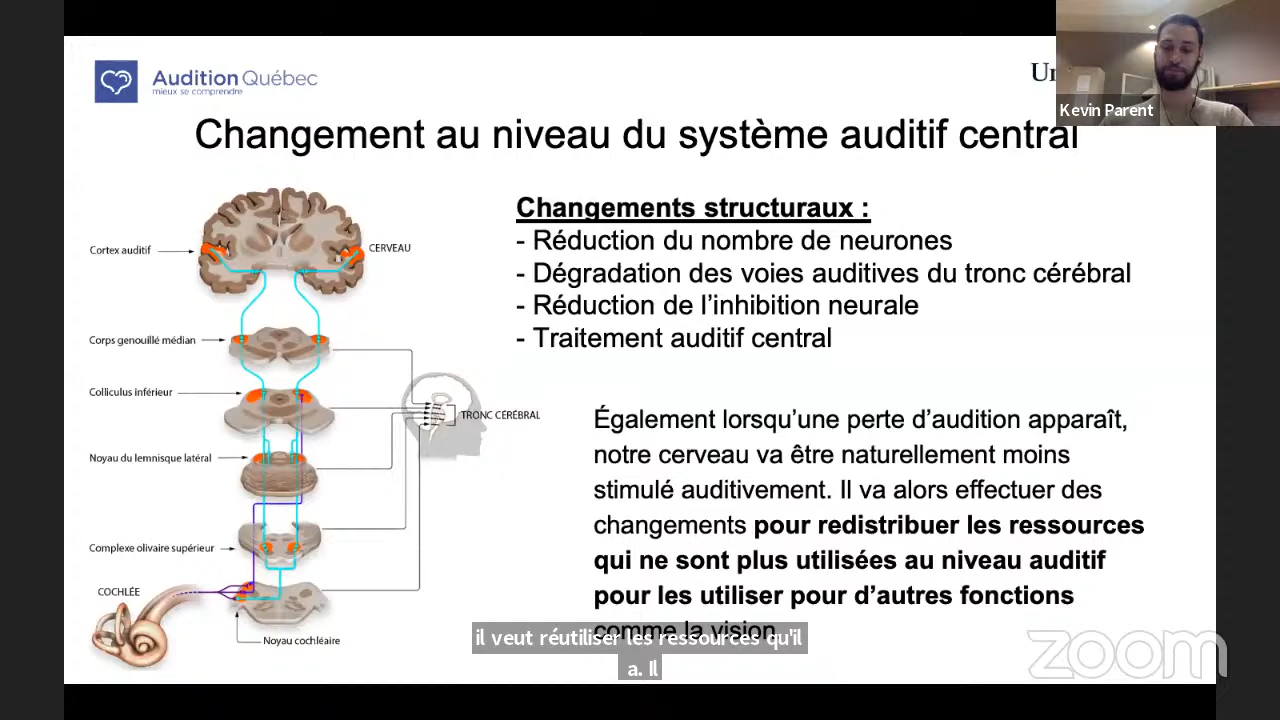 Audition Québec
mieux se comprendre
Kevin Parent
Changement au niveau du système auditif central
Cortex auditif
CERVEAU
Corps genouillé médian
Colliculus inférieur
TRONC CÉRÉBRAL
Noyau du lemnisque latéral
Complexe olivaire supérieur
COCHLÉE
Noyau cochléaire
Changements structuraux :
- Réduction du nombre de neurones
- Dégradation des voies auditives du tronc cérébral
- Réduction de l'inhibition neurale
- Traitement auditif central
Également lorsqu'une perte d'audition apparaît,
notre cerveau va être naturellement moins
stimulé auditivement. Il va alors effectuer des
changements pour redistribuer les ressources
qui ne sont plus utilisées au niveau auditif
pour les utiliser pour d'autres fonctions
comme la vision
il veut réutiliser les ressources qu'il
a. Il
zoom